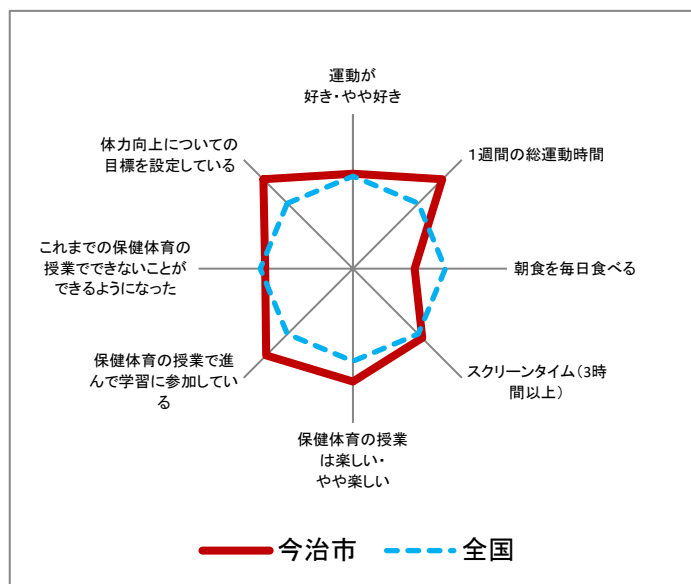 運動が
好き・やや好き
1週間の総運動時間
朝食を毎日食べる
スクリーンタイム(3時
間以上)
保健体育の授業
は楽しい・
やや楽しい
保健体育の授業で進
んで学習に参加してい
る
これまでの保健体育の
授業でできないことが
できるようになった
体力向上についての
目標を設定している
今治市
全国